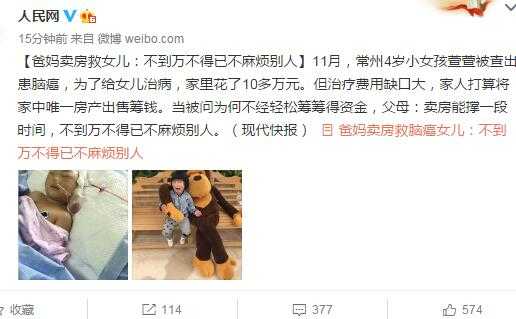 人民网
15分钟前 来自 微博 weibo.com
【爸妈卖房救女儿：不到万不得已不麻烦别人】11月，常州4岁小女孩萱萱被查出
患脑癌，为了给女儿治病，家里花了10多万元。但治疗费用缺口大，家人打算将
家中唯一房产出售筹钱。当被问为何不经轻松筹筹得资金，父母：卖房能撑一段
时间，不到万不得已不麻烦别人。（现代快报） 爸妈卖房救脑癌女儿：不到
万不得已不麻烦别人
收藏 114 377 574